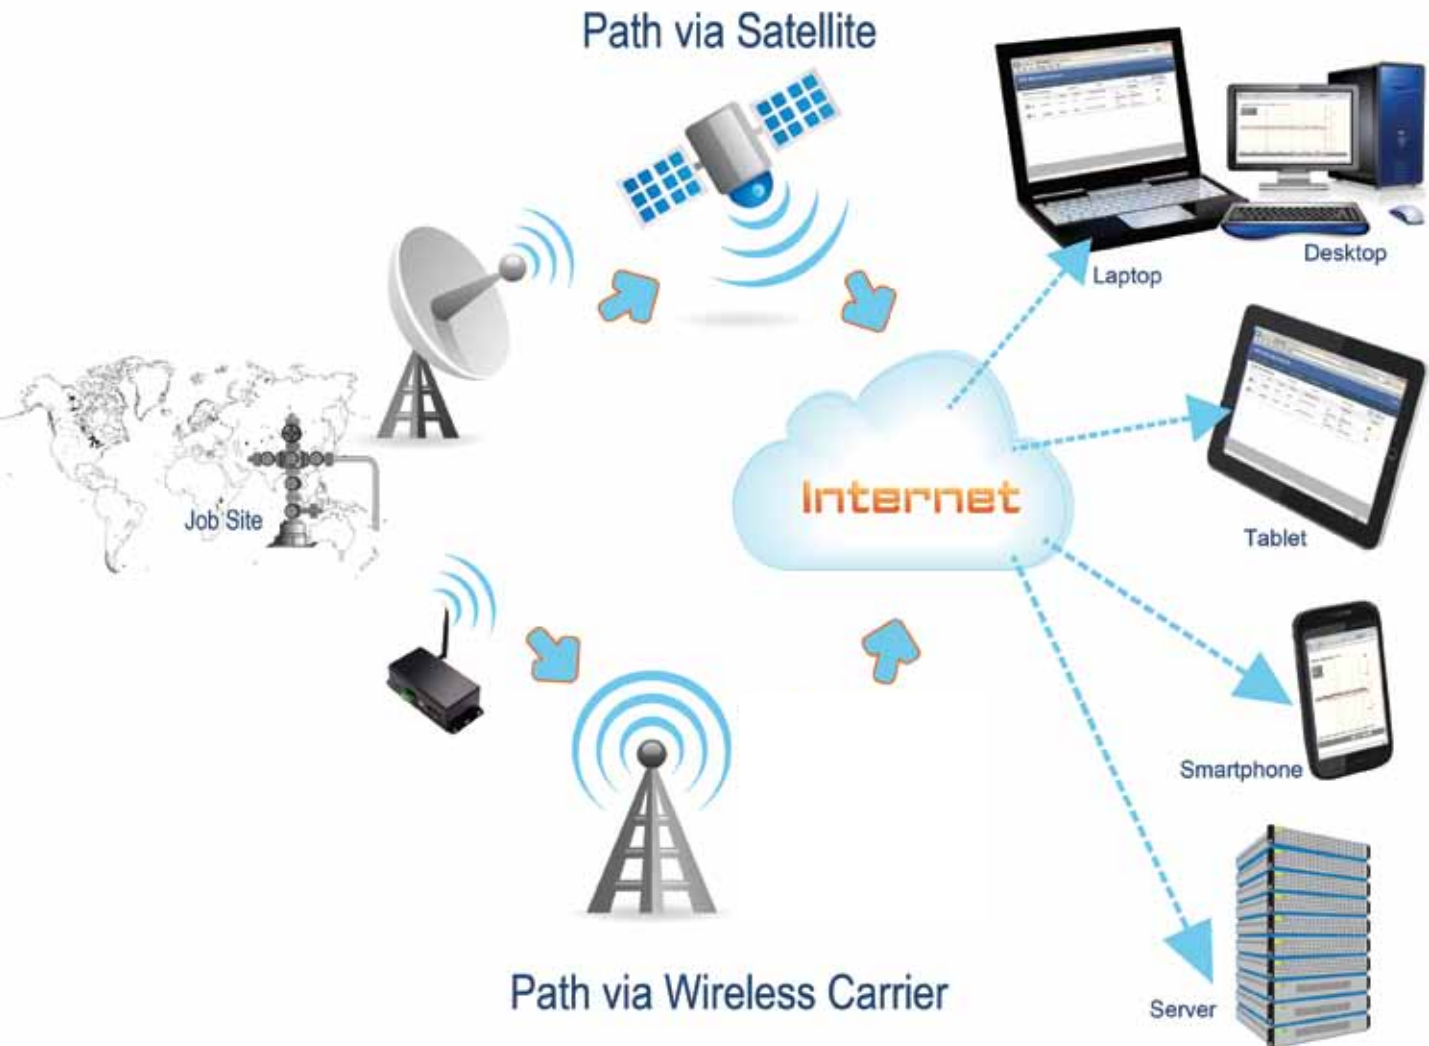 Path via Satellite
Laptop
Desktop
Job Site
Internet
Tablet
Smartphone
Path via Wireless Carrier
Server